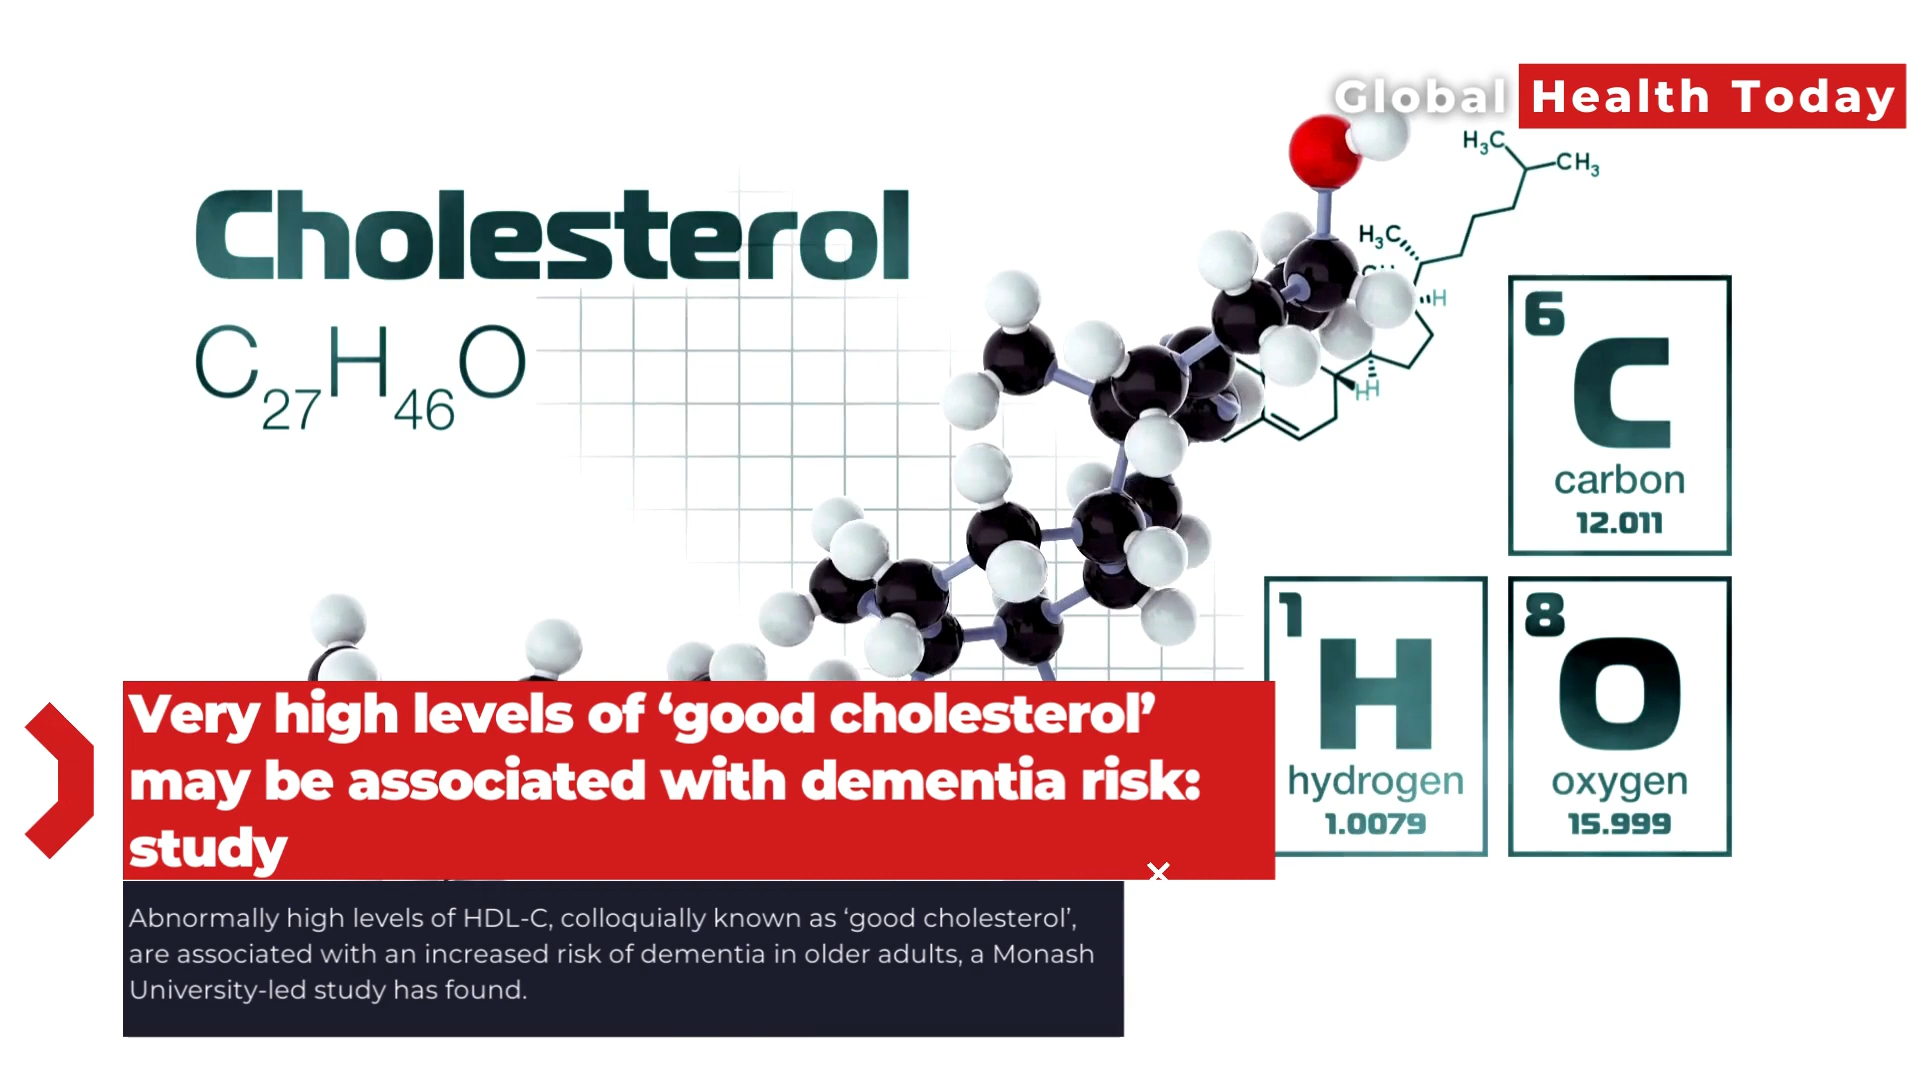 Global Health Today
H3C
CH3
Cholesterol
H3C
H
6
C
carbon
12.011
C27H46O
H
H
1
H
hydrogen
1.0079
8
O
oxygen
15.999
Very high levels of ‘good cholesterol’
may be associated with dementia risk:
study
Abnormally high levels of HDL-C, colloquially known as ‘good cholesterol’,
are associated with an increased risk of dementia in older adults, a Monash
University-led study has found.